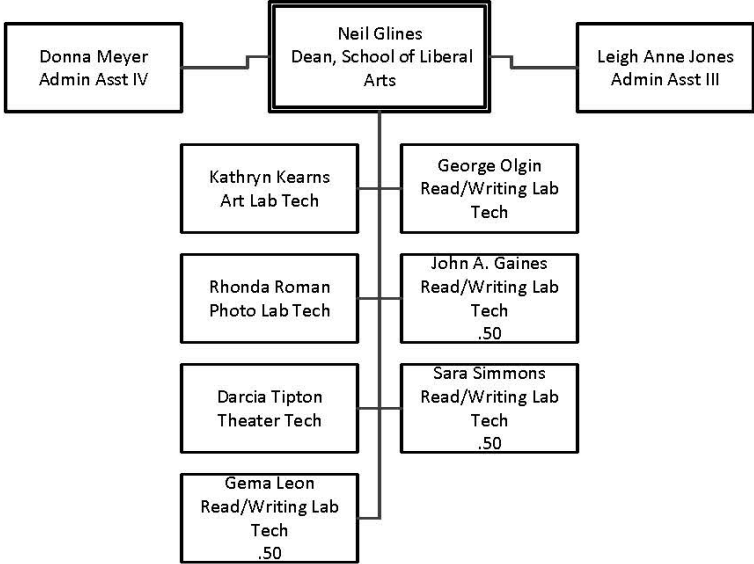 Neil Glines
Dean, School of Liberal
Arts
Donna Meyer
Admin Asst IV
Leigh Anne Jones
Admin Asst III
Kathryn Kearns
Art Lab Tech
George Olgin
Read/Writing Lab
Tech
Rhonda Roman
Photo Lab Tech
John A. Gaines
Read/Writing Lab
Tech
.50
Darcia Tipton
Theater Tech
Sara Simmons
Read/Writing Lab
Tech
.50
Gema Leon
Read/Writing Lab
Tech
.50